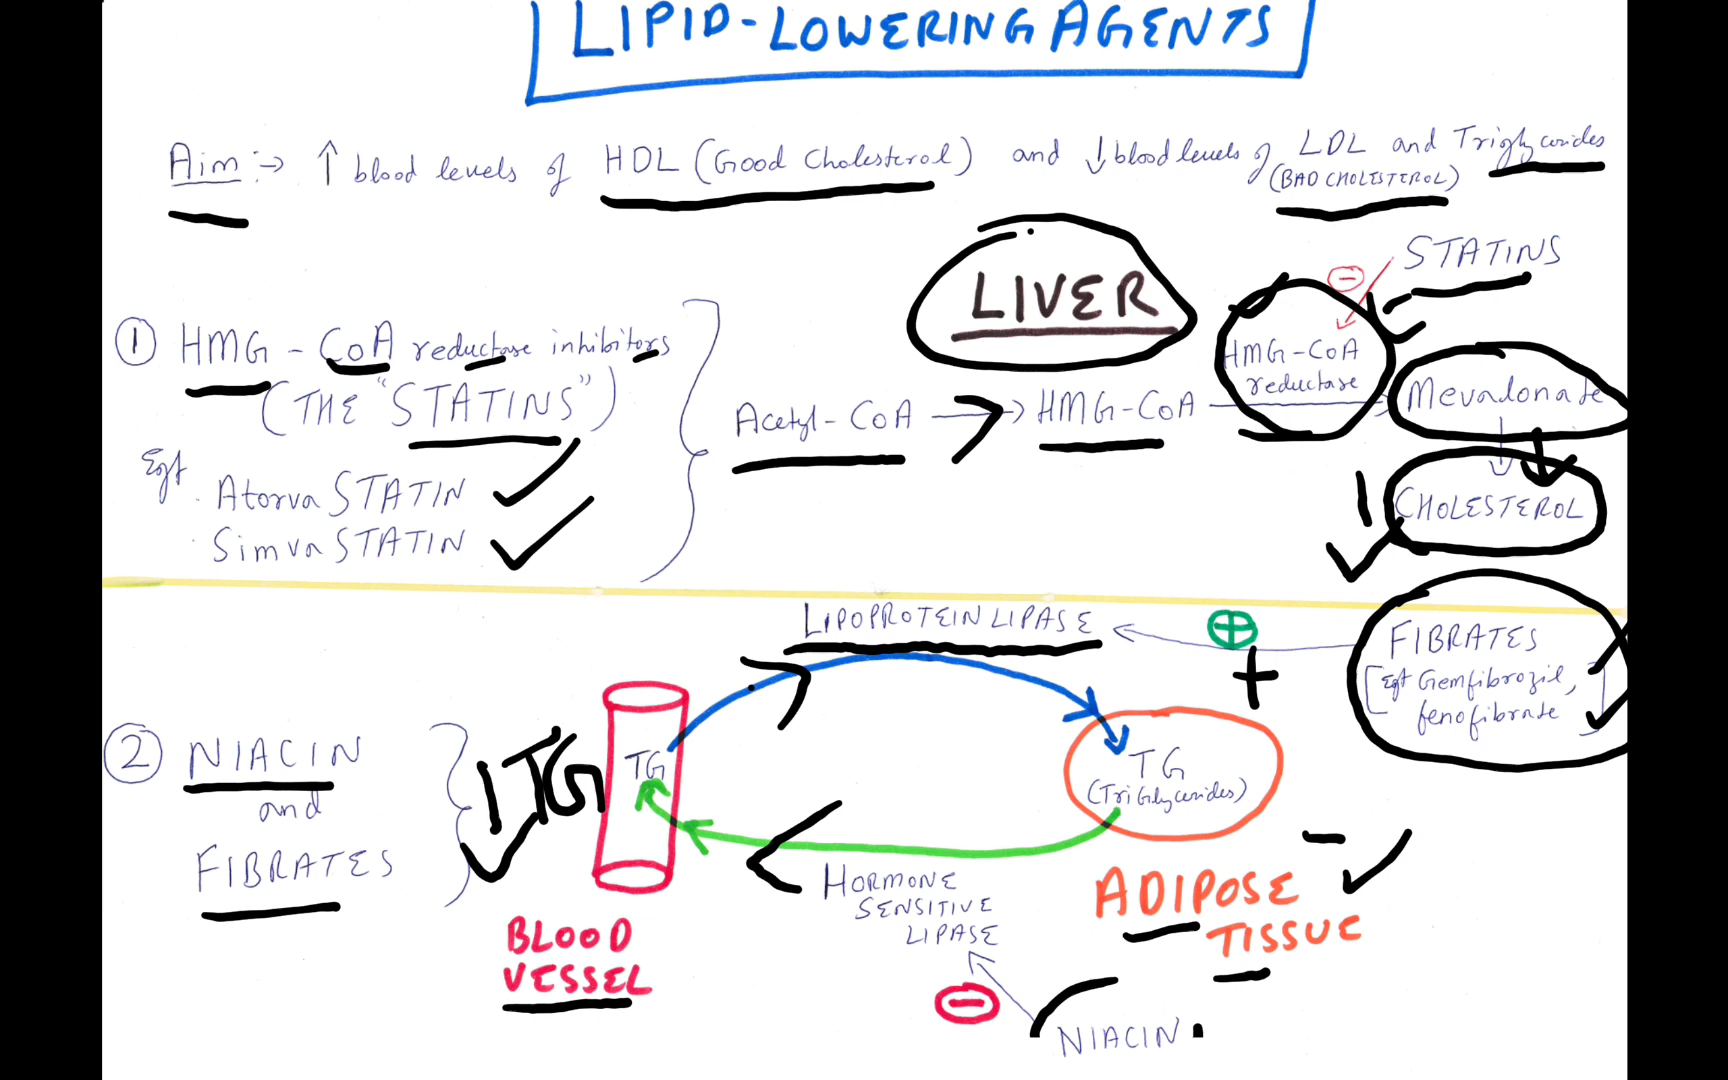 LIPID-LOWERING AGENTS
Aim:→ ↑ blood levels of HDL (Good Cholesterol) and ↓ blood levels of LDL and Triglycerides
(BAD CHOLESTEROL)
STATINS
⊖
LIVER
① HMG-CoA reductase inhibitors
(THE "STATINS")
HMG-CoA
reductase
Acetyl-CoA → HMG-CoA → Mevalonate
Eg:
AtorvaSTATIN
SimvaSTATIN
↓ CHOLESTEROL
LIPOPROTEIN LIPASE ← ⊕ FIBRATES
+
[Eg: Gemfibrozil,
fenofibrate]
② NIACIN
and
FIBRATES
↓TG
TG
TG
(Triglycerides)
BLOOD
VESSEL
HORMONE
SENSITIVE
LIPASE
ADIPOSE
TISSUE
−
⊖
NIACIN